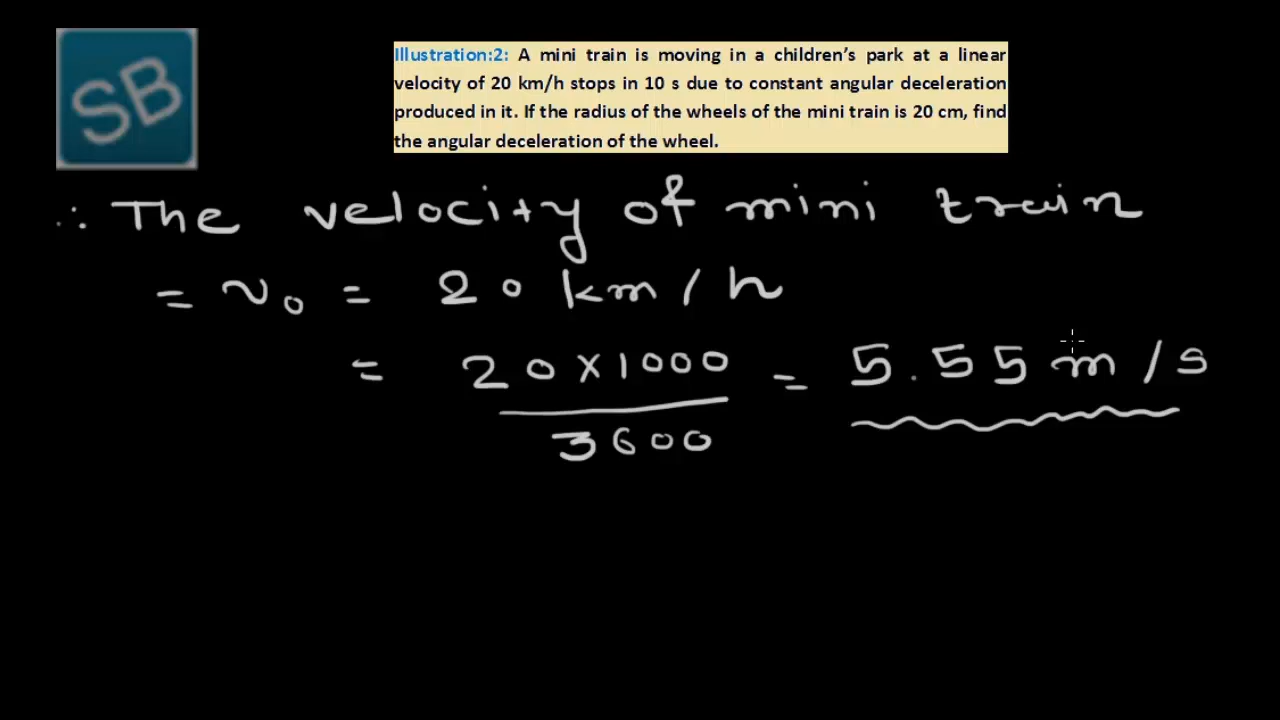 SB
Illustration:2: A mini train is moving in a children's park at a linear
velocity of 20 km/h stops in 10 s due to constant angular deceleration
produced in it. If the radius of the wheels of the mini train is 20 cm, find
the angular deceleration of the wheel.
∴ The velocity of mini train
= v₀ = 20 km/h
= 20 × 1000 / 3600 = 5.55 m/s